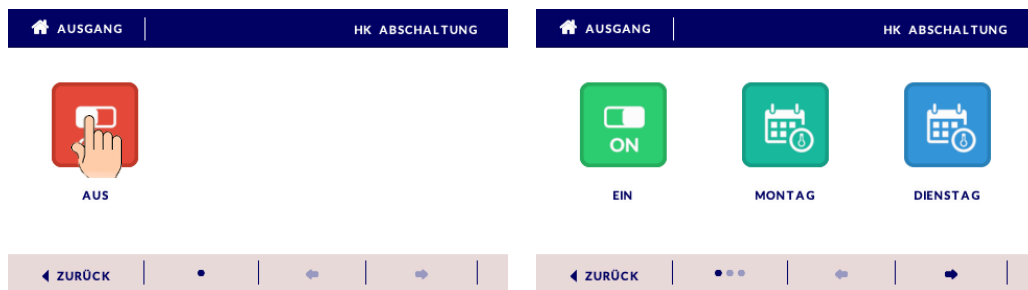 AUSGANG
HK ABSCHALTUNG
AUS
ZURÜCK
AUSGANG
HK ABSCHALTUNG
ON
EIN
MONTAG
DIENSTAG
ZURÜCK